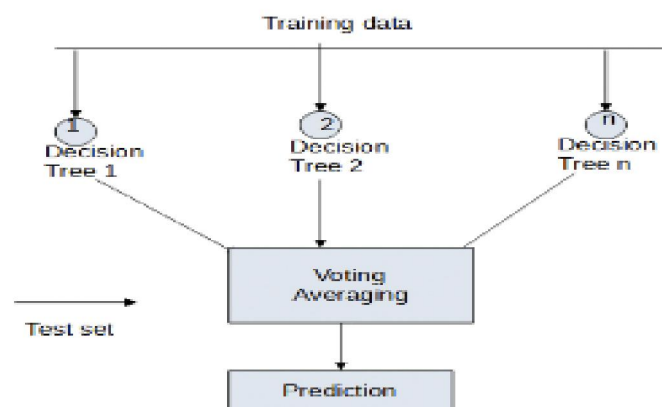 Training data
1
Decision
Tree 1
2
Decision
Tree 2
n
Decision
Tree n
Voting
Averaging
Test set
Prediction